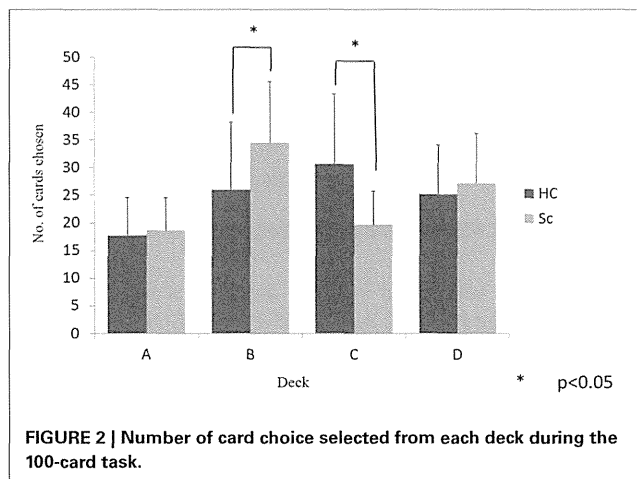 50
45
40
35
30
25
20
15
10
5
0
No. of cards chosen
*
*
HC
Sc
A B C D
Deck
* p<0.05
FIGURE 2 | Number of card choice selected from each deck during the
100-card task.